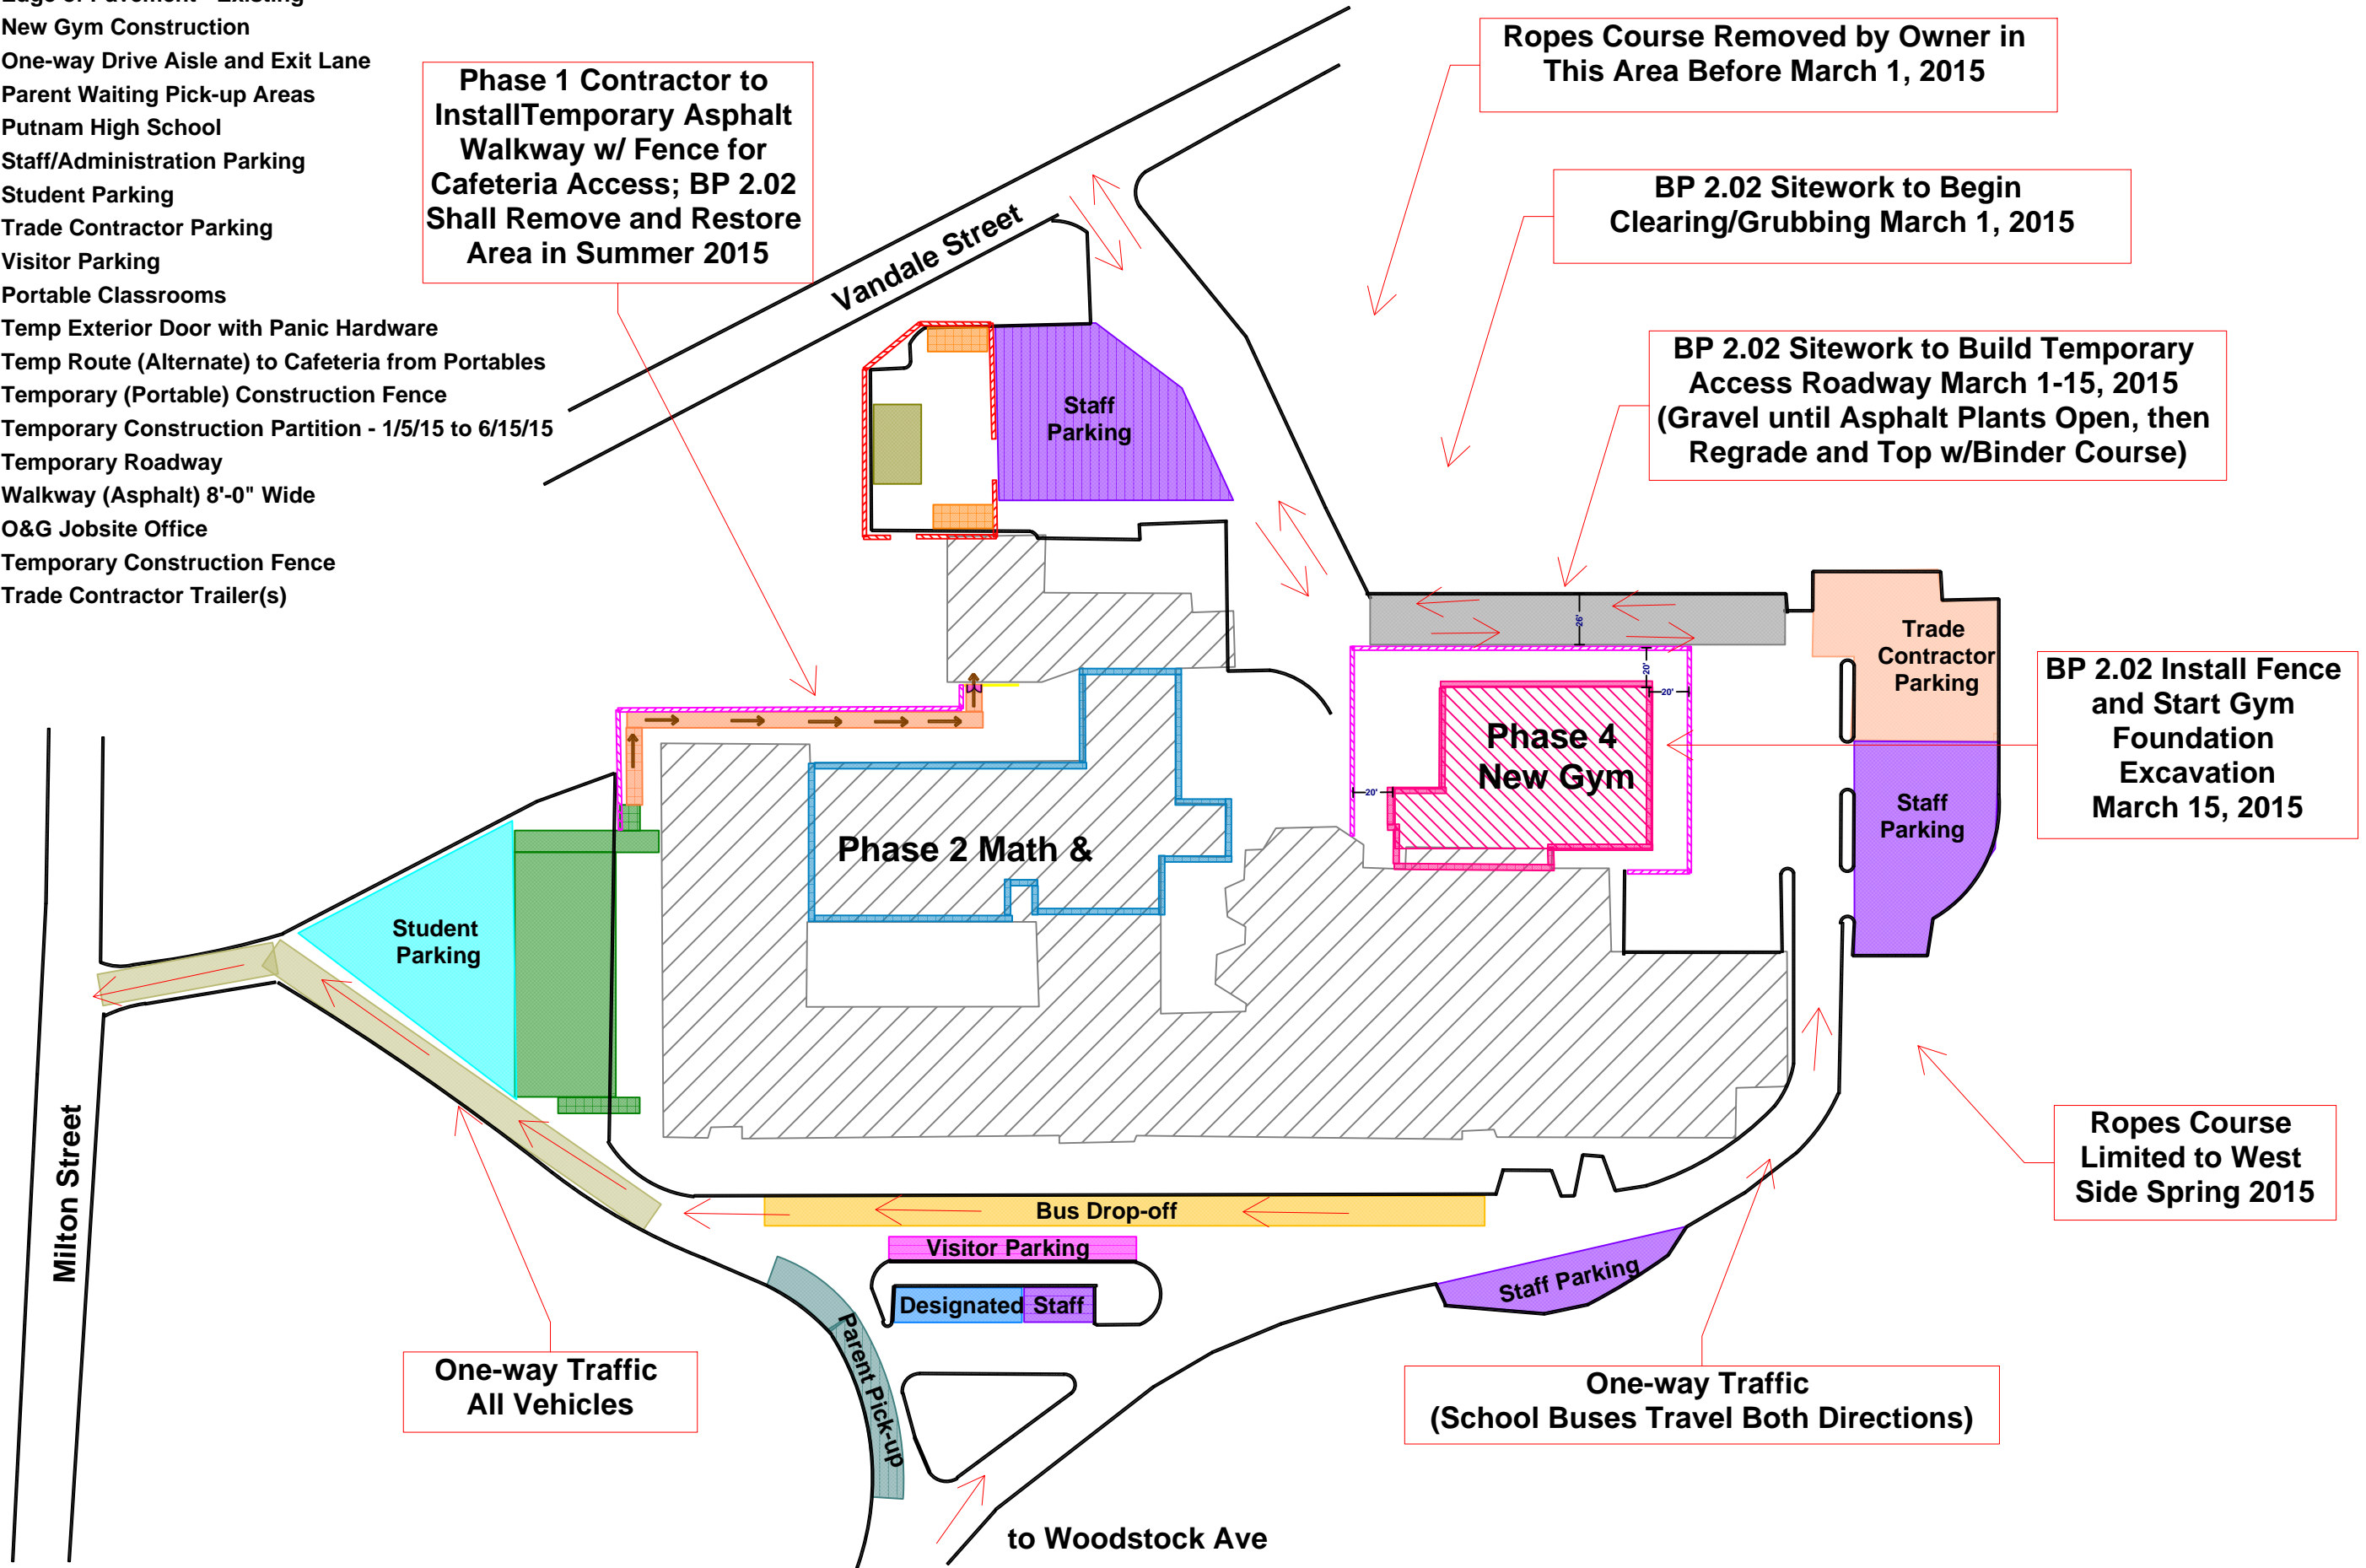 Edge of Pavement - Existing
New Gym Construction
One-way Drive Aisle and Exit Lane
Parent Waiting Pick-up Areas
Putnam High School
Staff/Administration Parking
Student Parking
Trade Contractor Parking
Visitor Parking
Portable Classrooms
Temp Exterior Door with Panic Hardware
Temp Route (Alternate) to Cafeteria from Portables
Temporary (Portable) Construction Fence
Temporary Construction Partition - 1/5/15 to 6/15/15
Temporary Roadway
Walkway (Asphalt) 8'-0" Wide
O&G Jobsite Office
Temporary Construction Fence
Trade Contractor Trailer(s)
Phase 1 Contractor to
InstallTemporary Asphalt
Walkway w/ Fence for
Cafeteria Access; BP 2.02
Shall Remove and Restore
Area in Summer 2015
Ropes Course Removed by Owner in
This Area Before March 1, 2015
BP 2.02 Sitework to Begin
Clearing/Grubbing March 1, 2015
BP 2.02 Sitework to Build Temporary
Access Roadway March 1-15, 2015
(Gravel until Asphalt Plants Open, then
Regrade and Top w/Binder Course)
Vandale Street
Staff
Parking
26'
Trade
Contractor
Parking
20'
20'
20'
BP 2.02 Install Fence
and Start Gym
Foundation
Excavation
March 15, 2015
Phase 4
New Gym
Staff
Parking
Phase 2 Math &
Student
Parking
Milton Street
Ropes Course
Limited to West
Side Spring 2015
Bus Drop-off
Visitor Parking
Designated
Staff
Staff Parking
Parent Pick-up
One-way Traffic
All Vehicles
One-way Traffic
(School Buses Travel Both Directions)
to Woodstock Ave